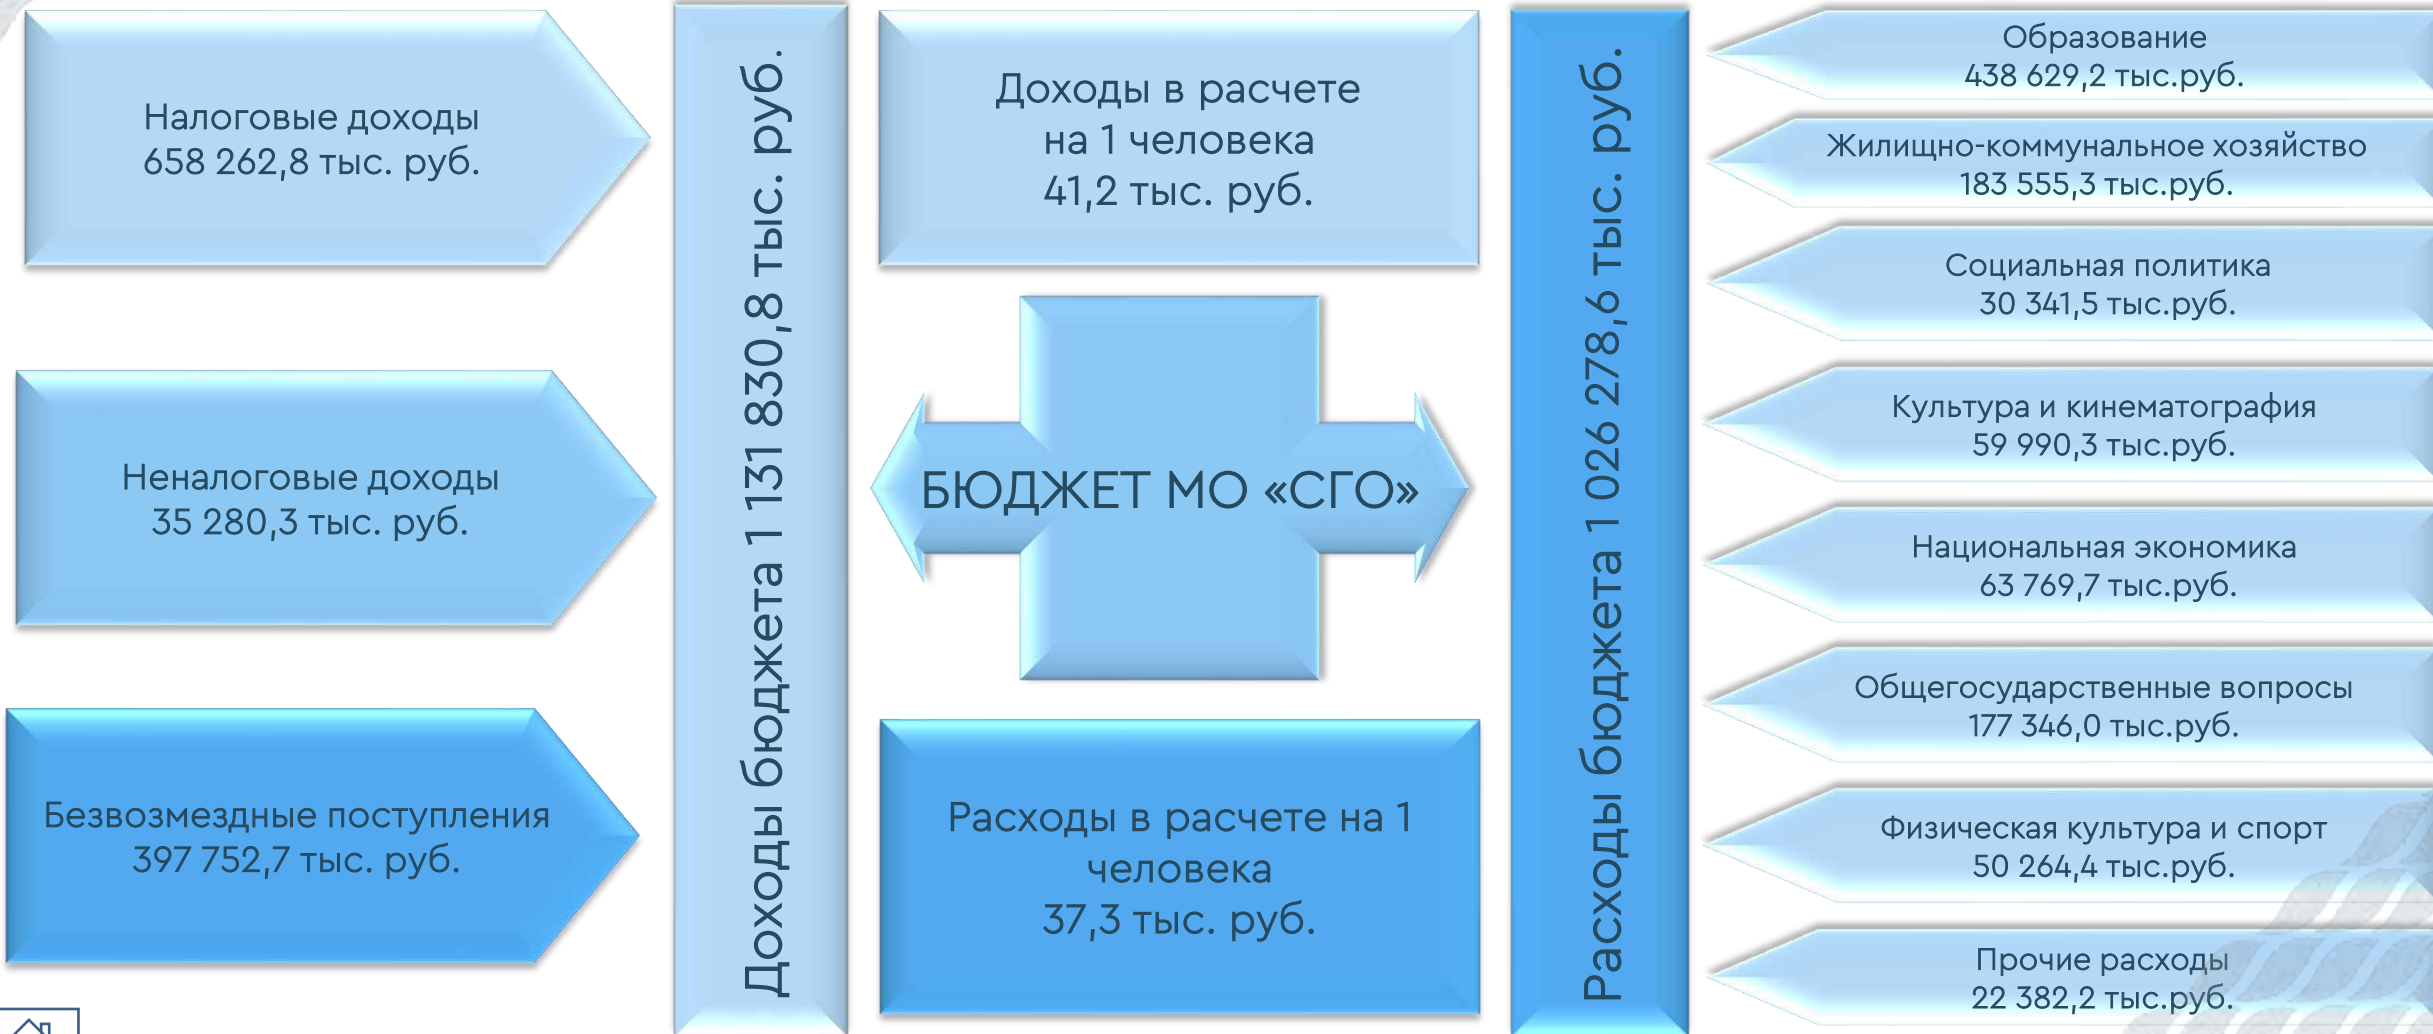 Налоговые доходы
658 262,8 тыс. руб.
Неналоговые доходы
35 280,3 тыс. руб.
Безвозмездные поступления
397 752,7 тыс. руб.
Доходы бюджета 1 131 830,8 тыс. руб.
Доходы в расчете
на 1 человека
41,2 тыс. руб.
БЮДЖЕТ МО «СГО»
Расходы в расчете на 1
человека
37,3 тыс. руб.
Расходы бюджета 1 026 278,6 тыс. руб.
Образование
438 629,2 тыс.руб.
Жилищно-коммунальное хозяйство
183 555,3 тыс.руб.
Социальная политика
30 341,5 тыс.руб.
Культура и кинематография
59 990,3 тыс.руб.
Национальная экономика
63 769,7 тыс.руб.
Общегосударственные вопросы
177 346,0 тыс.руб.
Физическая культура и спорт
50 264,4 тыс.руб.
Прочие расходы
22 382,2 тыс.руб.